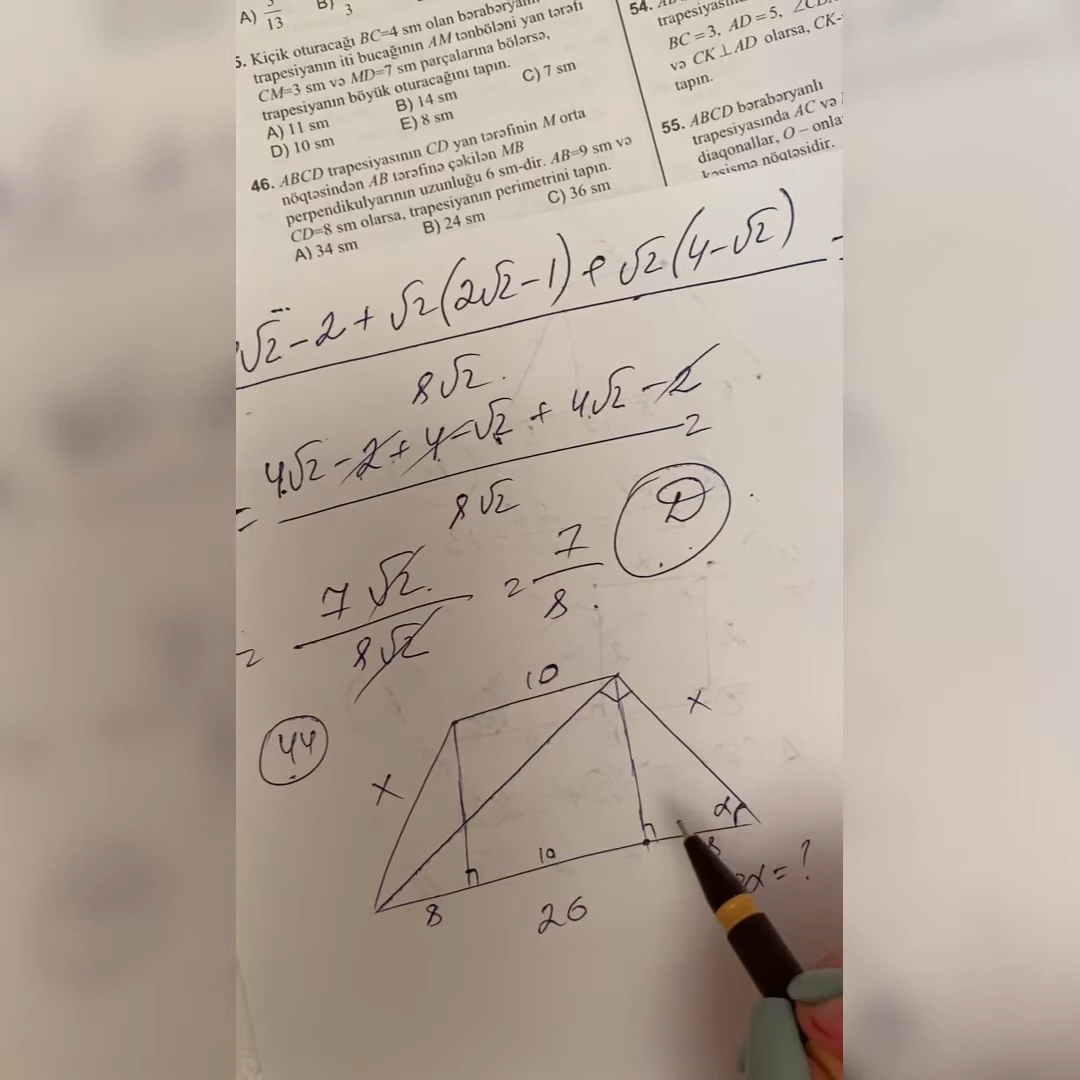 A) 3/13
B) /3
5. Kiçik oturacağı BC=4 sm olan bərabəryanlı
trapesiyanın iti bucağının AM tənböləni yan tərəfi
CM=3 sm və MD=7 sm parçalarına bölərsə,
trapesiyanın böyük oturacağını tapın.
A) 11 sm B) 14 sm C) 7 sm
D) 10 sm E) 8 sm
46. ABCD trapesiyasının CD yan tərəfinin M orta
nöqtəsindən AB tərəfinə çəkilən MB
perpendikulyarının uzunluğu 6 sm-dir. AB=9 sm və
CD=8 sm olarsa, trapesiyanın perimetrini tapın.
A) 34 sm B) 24 sm C) 36 sm
54.
BC = 3, AD = 5,
və CK ⊥ AD olarsa, CK-
tapın.
55. ABCD bərabəryanlı
trapesiyasında AC və
diaqonallar, O – onla
kəsişmə nöqtəsidir.
√2 - 2 + √2(2√2 - 1) + √2(4 - √2) =
8√2
= 4√2 - 2 + 4 - √2 + 4√2 - 2 =
8√2
= 7√2 / 8√2 = 7/8 D
44
10
x
x
α
8
10
8
26
α = ?